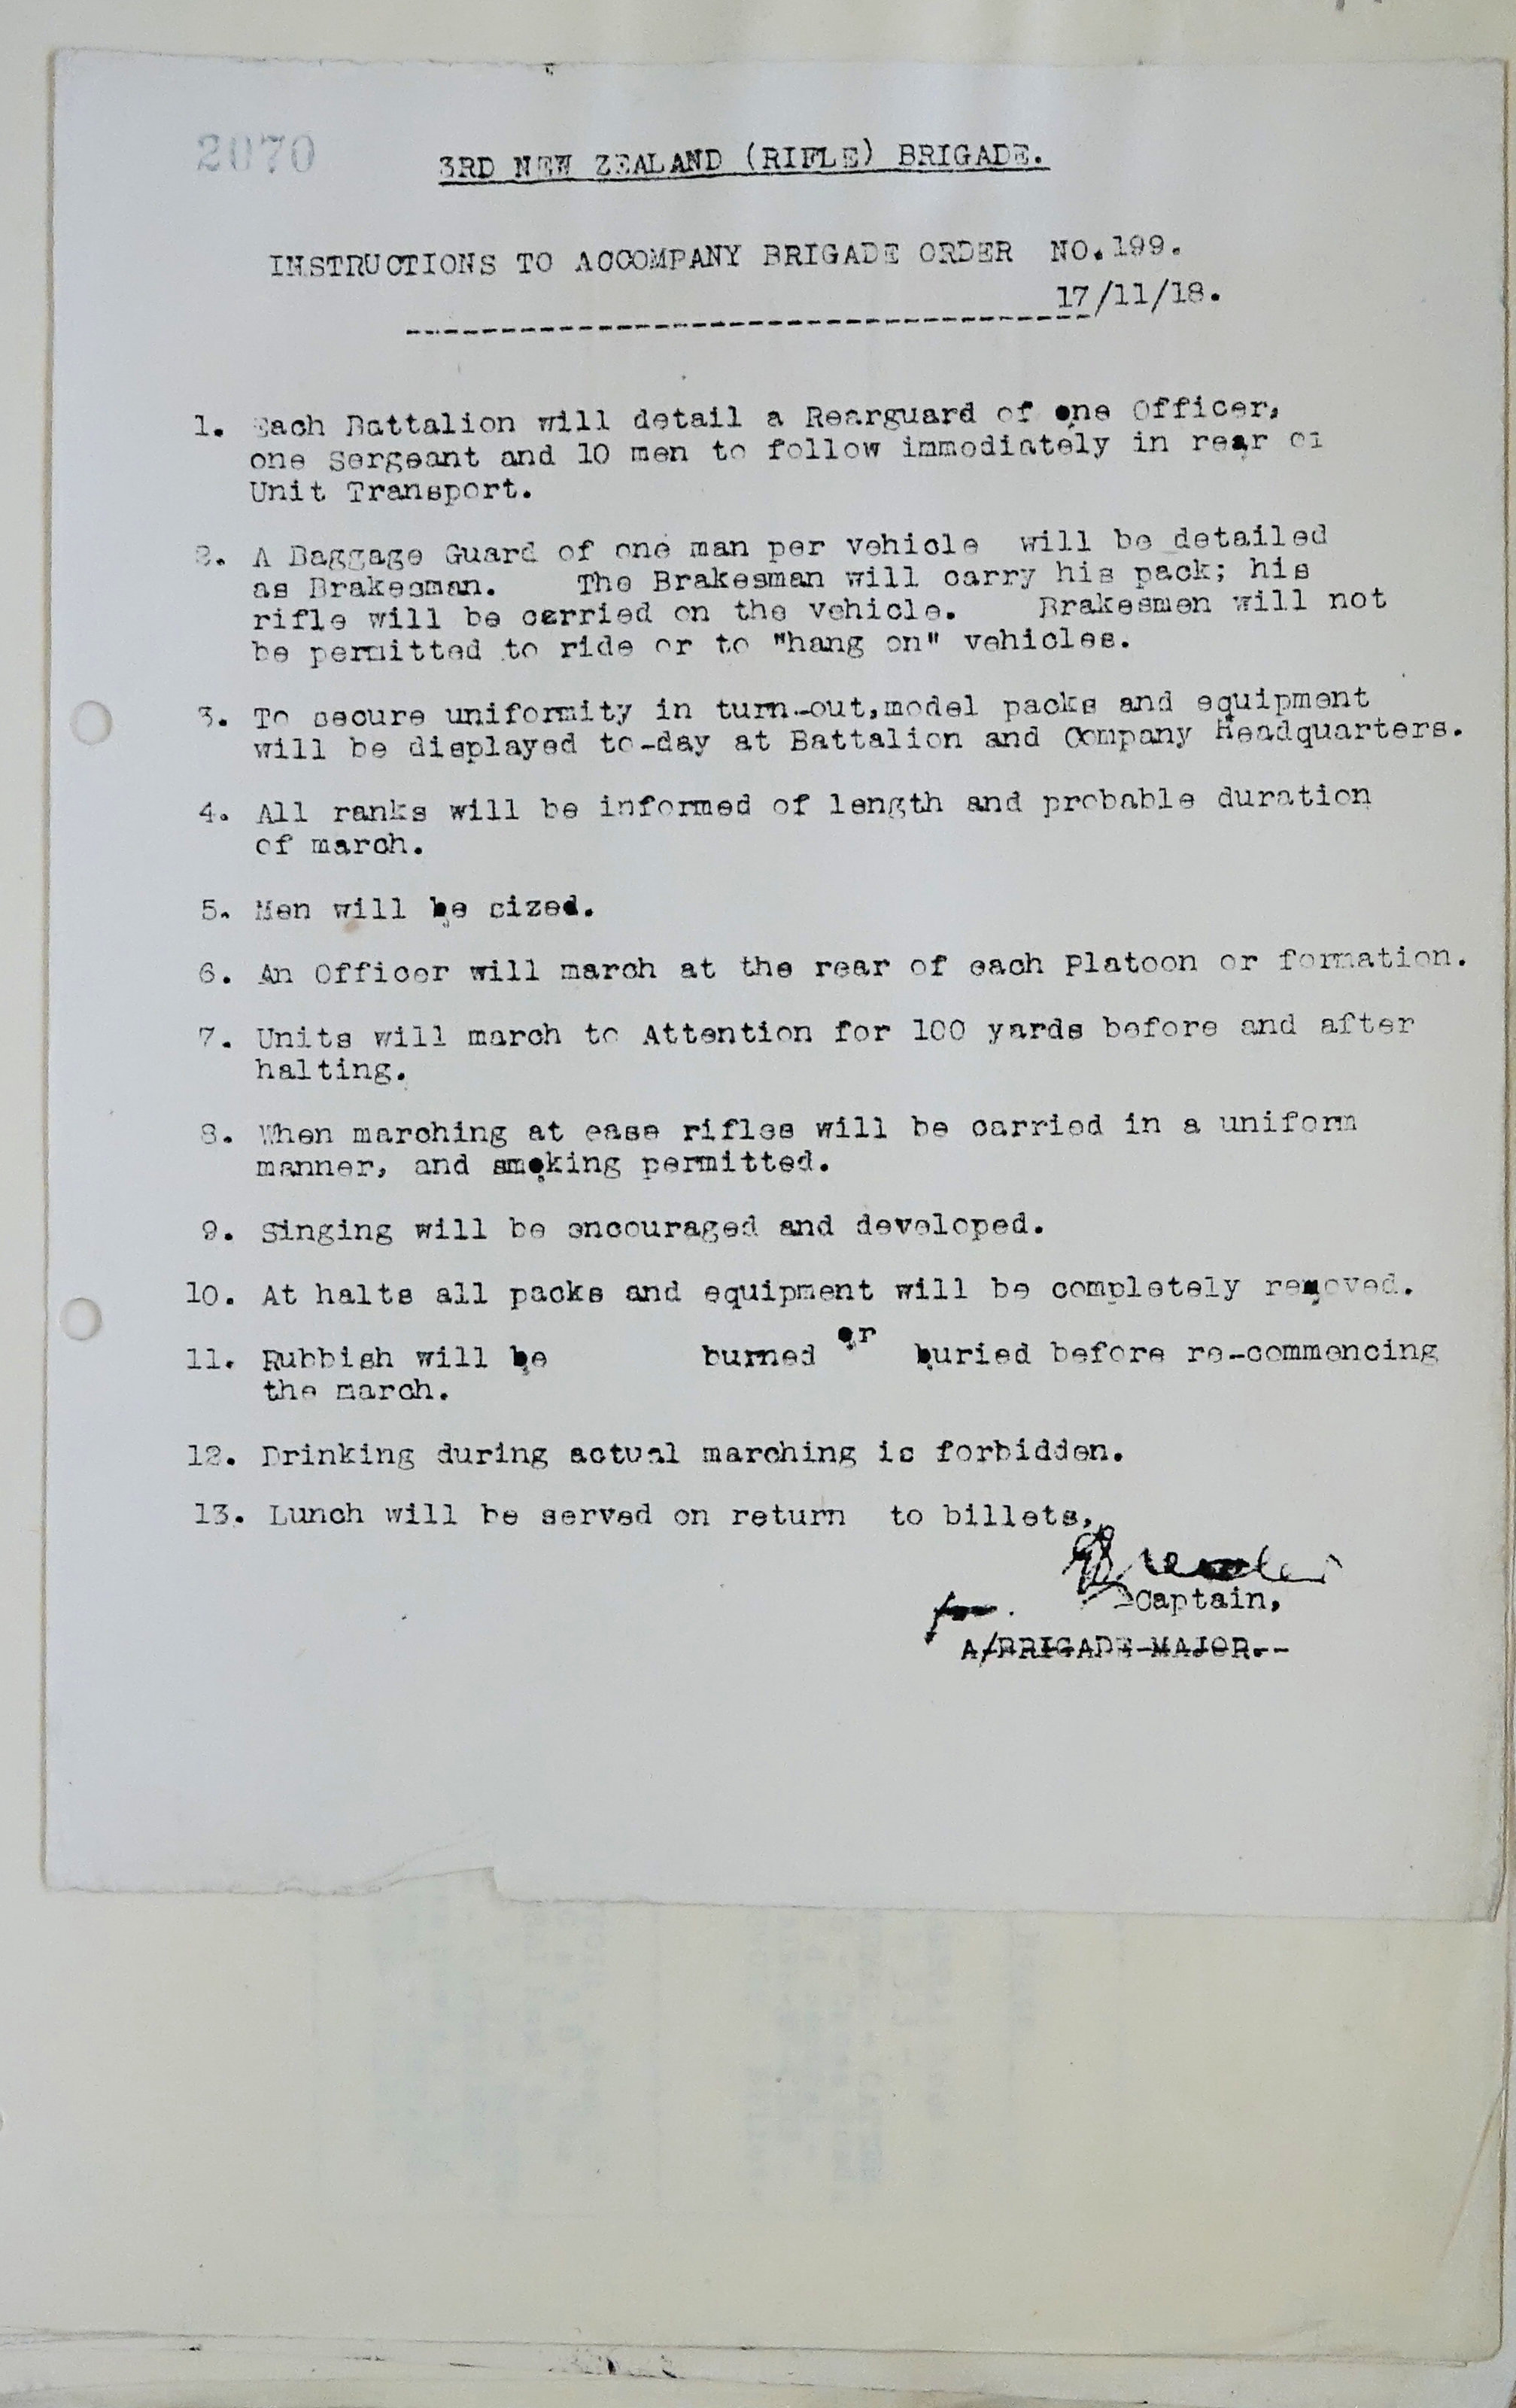 2070
3RD NEW ZEALAND (RIFLE) BRIGADE.
INSTRUCTIONS TO ACCOMPANY BRIGADE ORDER NO.199.
17/11/18.
1. Each Battalion will detail a Rearguard of one Officer,
one Sergeant and 10 men to follow immediately in rear of
Unit Transport.
2. A Baggage Guard of one man per vehicle will be detailed
as Brakesman. The Brakesman will carry his pack; his
rifle will be carried on the vehicle. Brakesmen will not
be permitted to ride or to "hang on" vehicles.
3. To secure uniformity in turn-out, model packs and equipment
will be displayed to-day at Battalion and Company Headquarters.
4. All ranks will be informed of length and probable duration
of march.
5. Men will be sized.
6. An Officer will march at the rear of each Platoon or formation.
7. Units will march to Attention for 100 yards before and after
halting.
8. When marching at ease rifles will be carried in a uniform
manner, and smoking permitted.
9. Singing will be encouraged and developed.
10. At halts all packs and equipment will be completely removed.
11. Rubbish will be burned or buried before re-commencing
the march.
12. Drinking during actual marching is forbidden.
13. Lunch will be served on return to billets.
Captain,
for.
A/BRIGADE MAJOR.